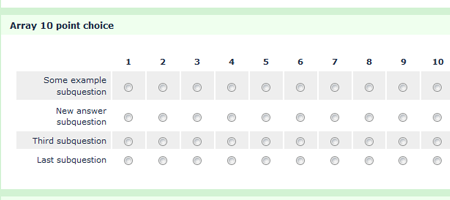 Array 10 point choice
1 2 3 4 5 6 7 8 9 10
Some example
subquestion
New answer
subquestion
Third subquestion
Last subquestion